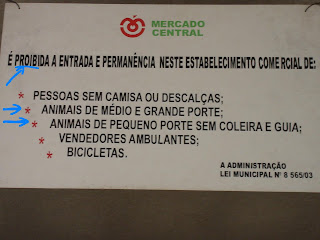 MERCADO
CENTRAL
É PROIBIDA A ENTRADA E PERMANÊNCIA NESTE ESTABELECIMENTO COMERCIAL DE:
* PESSOAS SEM CAMISA OU DESCALÇAS;
* ANIMAIS DE MÉDIO E GRANDE PORTE;
* ANIMAIS DE PEQUENO PORTE SEM COLEIRA E GUIA;
* VENDEDORES AMBULANTES;
* BICICLETAS.
A ADMINISTRAÇÃO
LEI MUNICIPAL Nº 8 565/03